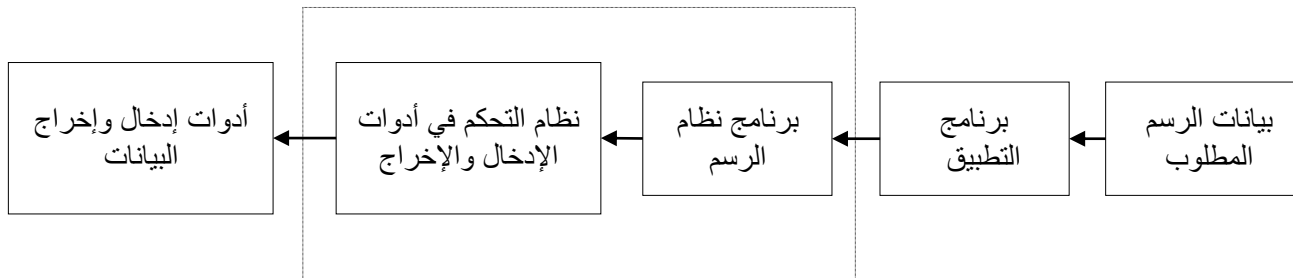 بيانات الرسم
المطلوب
برنامج
التطبيق
برنامج نظام
الرسم
نظام التحكم في أدوات
الإدخال والإخراج
أدوات إدخال وإخراج
البيانات